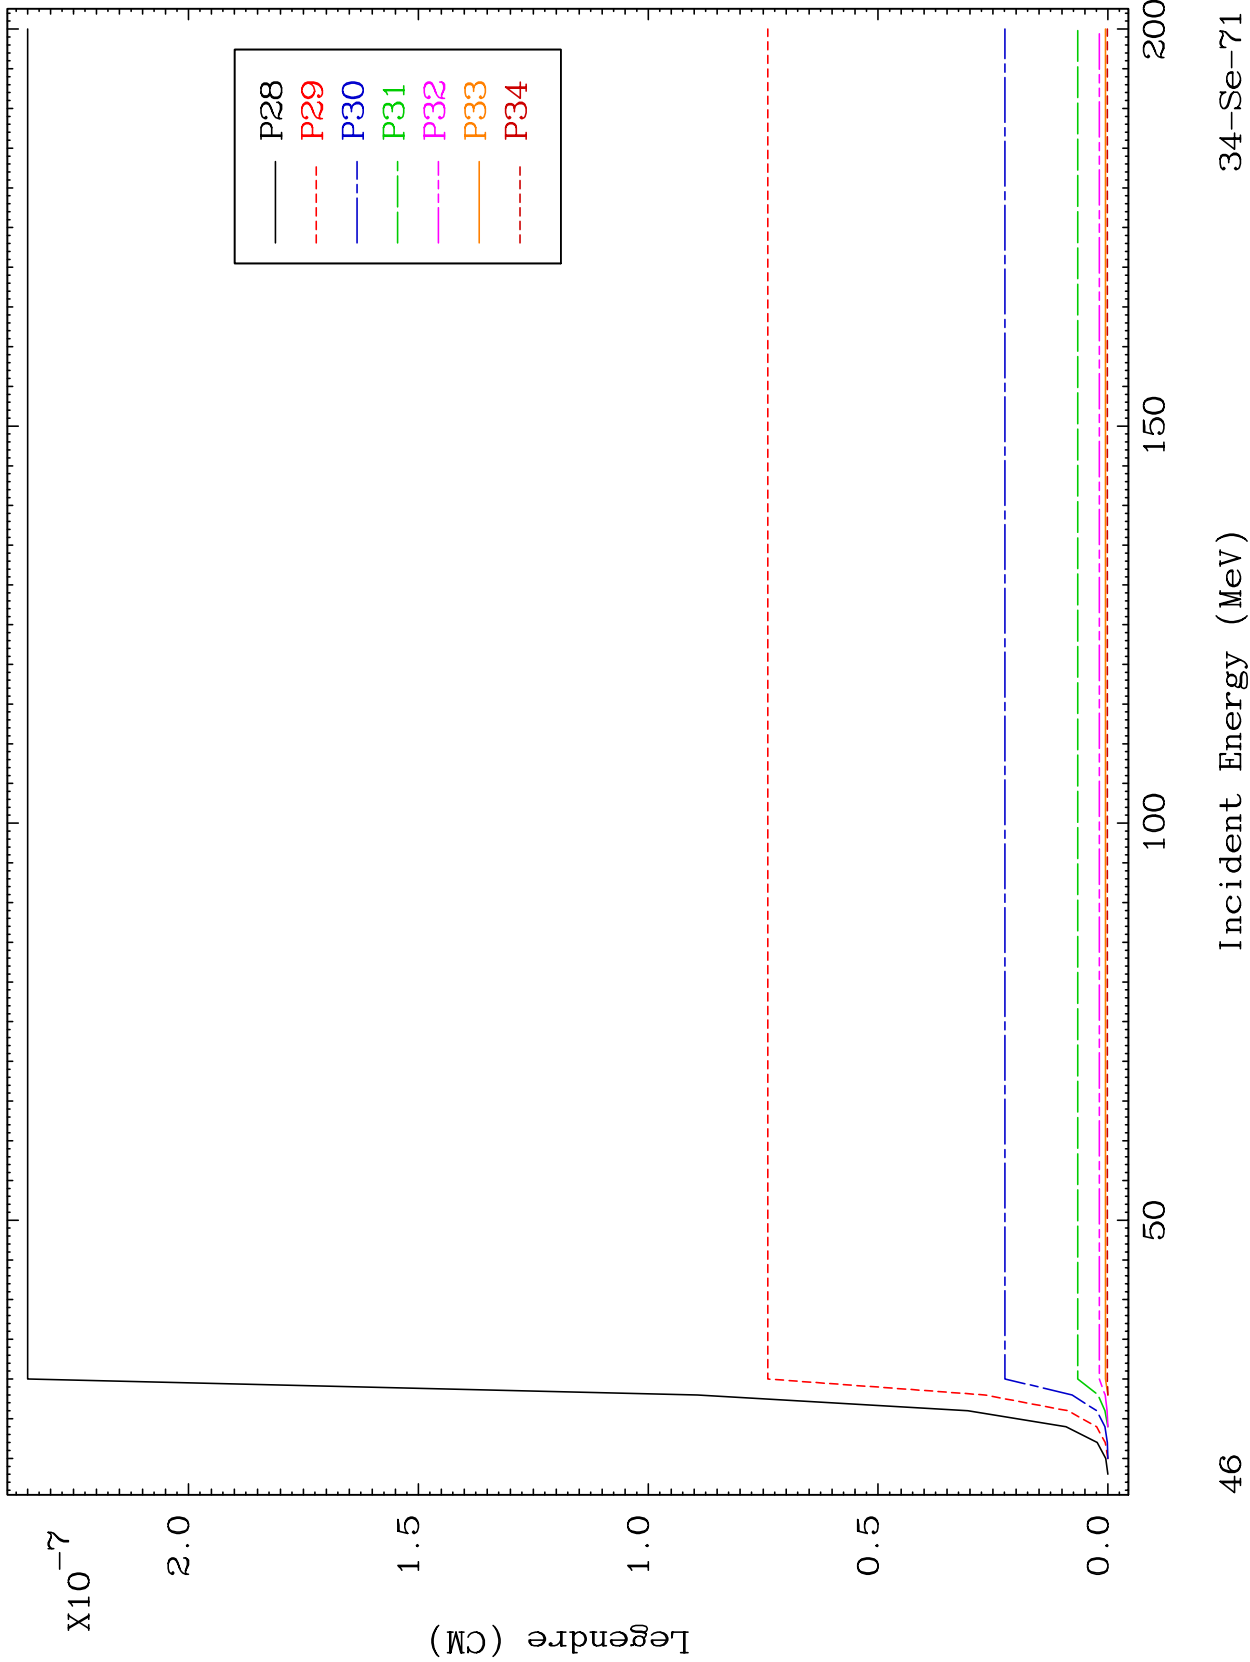 X10-7
2.0
1.5
1.0
0.5
0.0
Legendre (CM)
P28
P29
P30
P31
P32
P33
P34
50
100
150
200
Incident Energy (MeV)
46
34-Se-71